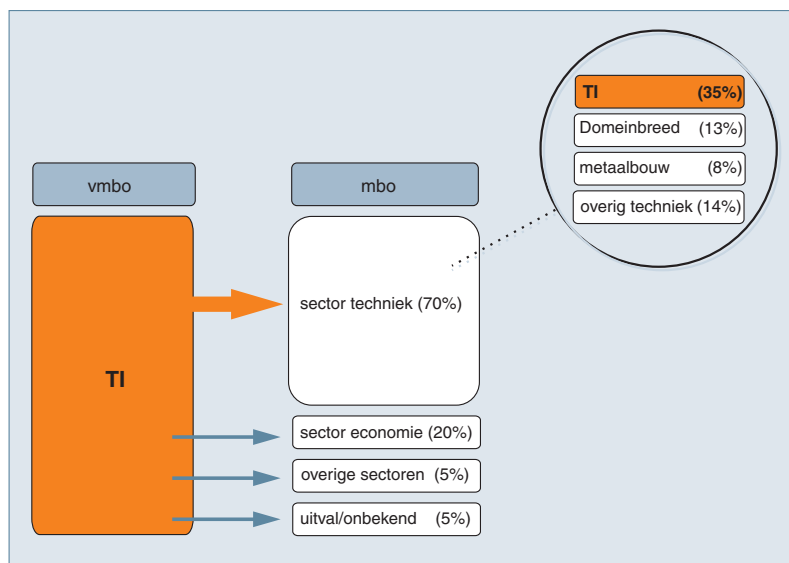 TI (35%)
Domeinbreed (13%)
metaalbouw (8%)
overig techniek (14%)
vmbo
mbo
sector techniek (70%)
TI
sector economie (20%)
overige sectoren (5%)
uitval/onbekend (5%)